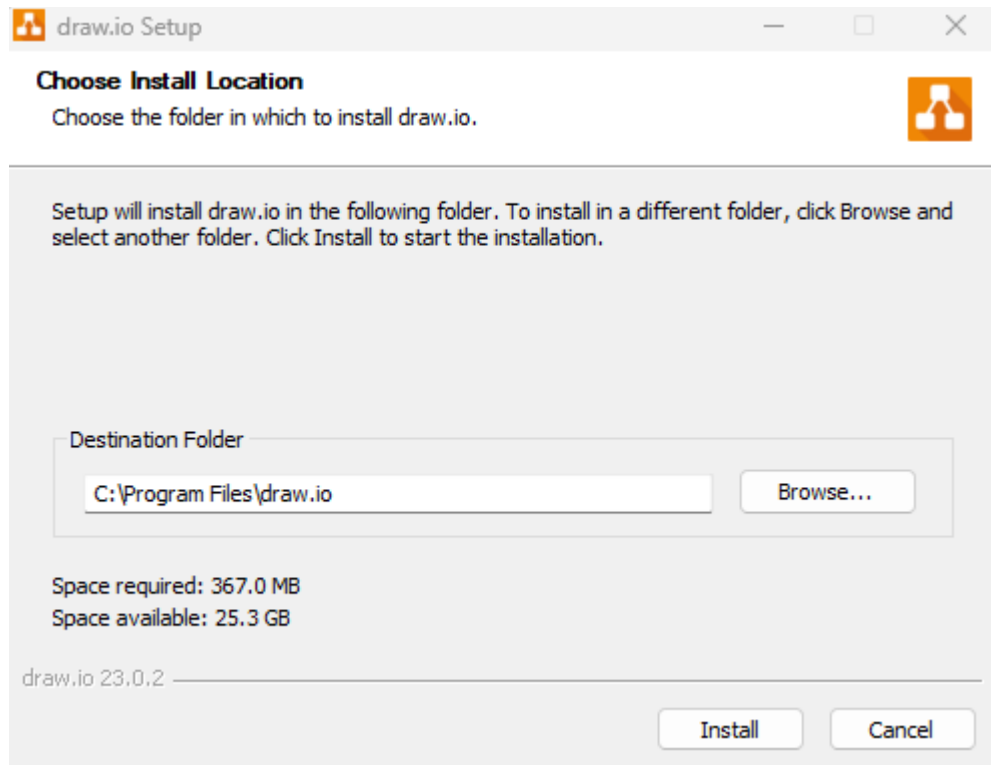 draw.io Setup
Choose Install Location
Choose the folder in which to install draw.io.
Setup will install draw.io in the following folder. To install in a different folder, click Browse and
select another folder. Click Install to start the installation.
Destination Folder
C:\Program Files\draw.io
Browse...
Space required: 367.0 MB
Space available: 25.3 GB
draw.io 23.0.2
Install
Cancel